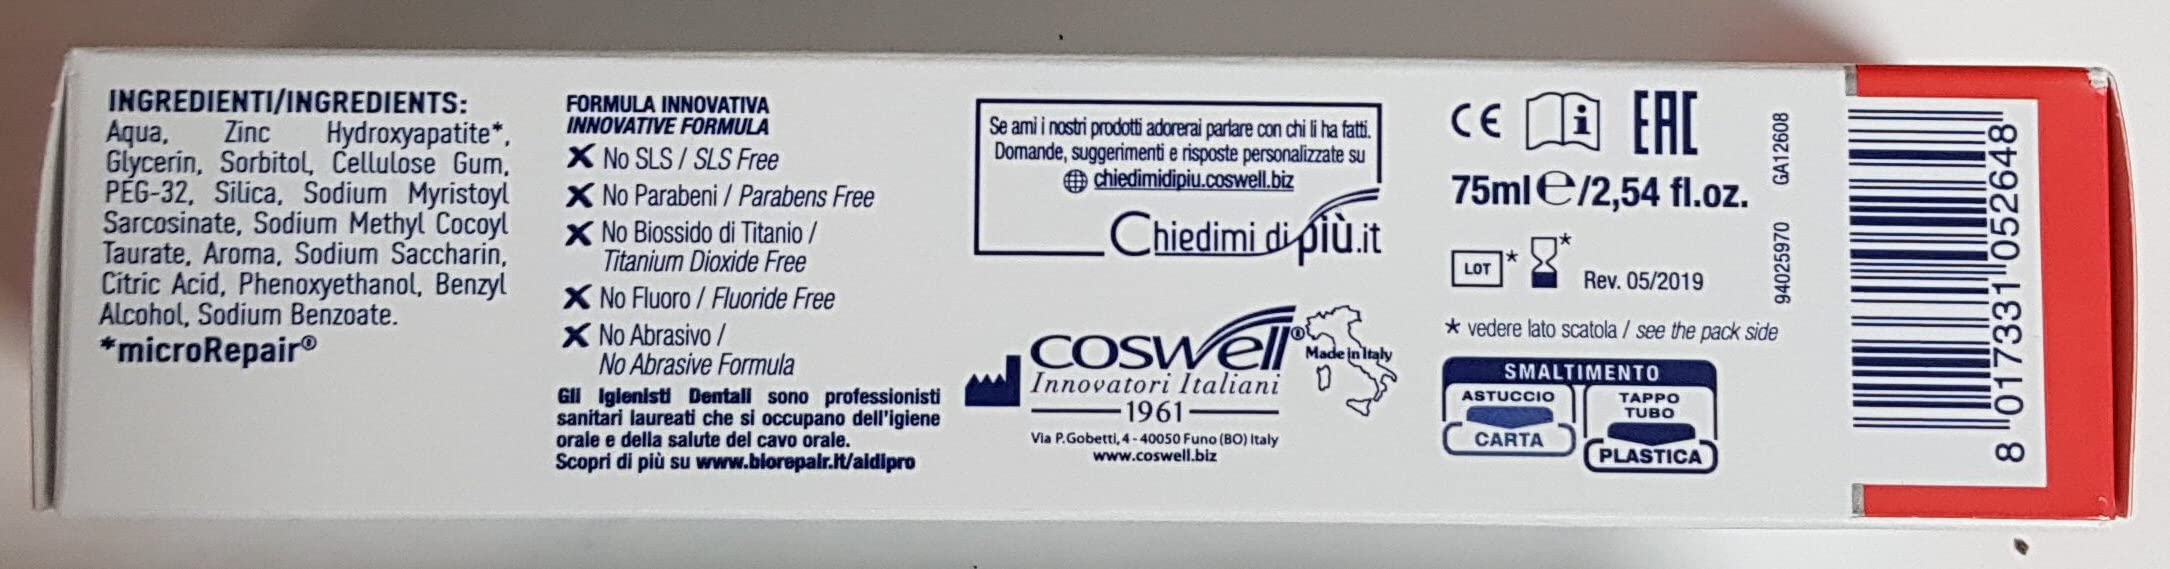 INGREDIENTI/INGREDIENTS:
Aqua, Zinc Hydroxyapatite*,
Glycerin, Sorbitol, Cellulose Gum,
PEG-32, Silica, Sodium Myristoyl
Sarcosinate, Sodium Methyl Cocoyl
Taurate, Aroma, Sodium Saccharin,
Citric Acid, Phenoxyethanol, Benzyl
Alcohol, Sodium Benzoate.
*microRepair®
FORMULA INNOVATIVA
INNOVATIVE FORMULA
No SLS / SLS Free
No Parabeni / Parabens Free
No Biossido di Titanio /
Titanium Dioxide Free
No Fluoro / Fluoride Free
No Abrasivo /
No Abrasive Formula
Gli Igienisti Dentali sono professionisti
sanitari laureati che si occupano dell'igiene
orale e della salute del cavo orale.
Scopri di più su www.biorepair.it/aidipro
Se ami i nostri prodotti adorerai parlare con chi li ha fatti.
Domande, suggerimenti e risposte personalizzate su
chiedimidipiu.coswell.biz
Chiedimi di più.it
coswell®
Made in Italy
Innovatori Italiani
1961
Via P.Gobetti, 4 - 40050 Funo (BO) Italy
www.coswell.biz
CE i EAC
75ml℮/2,54 fl.oz.
LOT* * Rev. 05/2019
* vedere lato scatola / see the pack side
SMALTIMENTO
ASTUCCIO
CARTA
TAPPO
TUBO
PLASTICA
GA12608
94025970
8 017331 052648